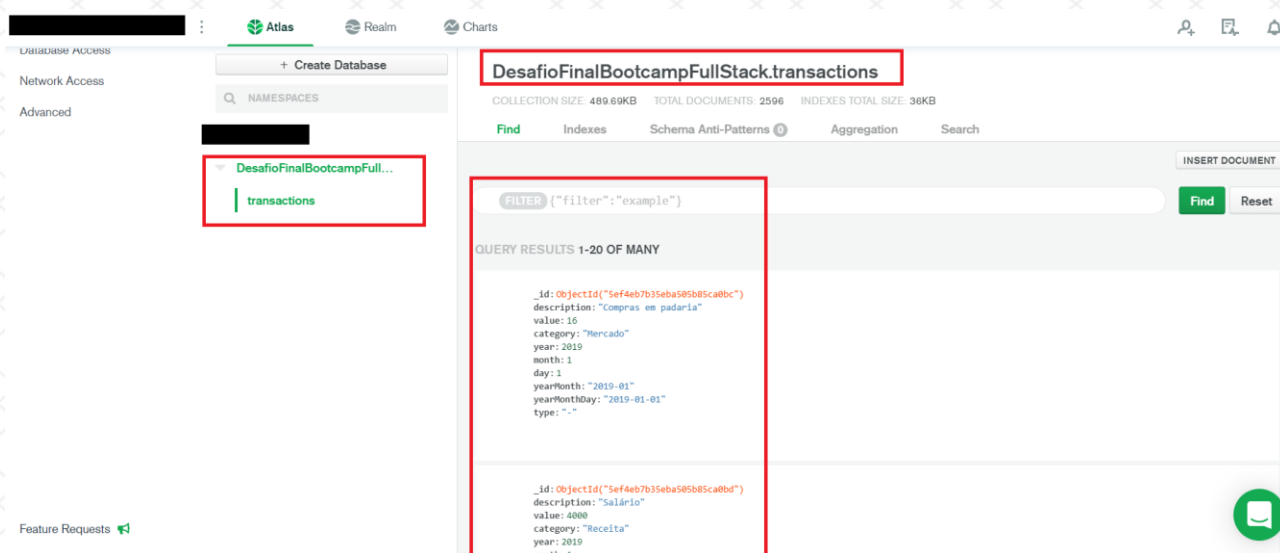 Atlas
Realm
Charts
Database Access
Network Access
Advanced
Feature Requests
+ Create Database
NAMESPACES
DesafioFinalBootcampFull...
transactions
DesafioFinalBootcampFullStack.transactions
COLLECTION SIZE: 489.69KB TOTAL DOCUMENTS: 2596 INDEXES TOTAL SIZE: 36KB
Find Indexes Schema Anti-Patterns 0 Aggregation Search
INSERT DOCUMENT
FILTER {"filter":"example"}
Find Reset
QUERY RESULTS 1-20 OF MANY
_id: ObjectId("5ef4eb7b35eba505b85ca0bc")
description: "Compras em padaria"
value: 16
category: "Mercado"
year: 2019
month: 1
day: 1
yearMonth: "2019-01"
yearMonthDay: "2019-01-01"
type: "-"
_id: ObjectId("5ef4eb7b35eba505b85ca0bd")
description: "Salário"
value: 4000
category: "Receita"
year: 2019